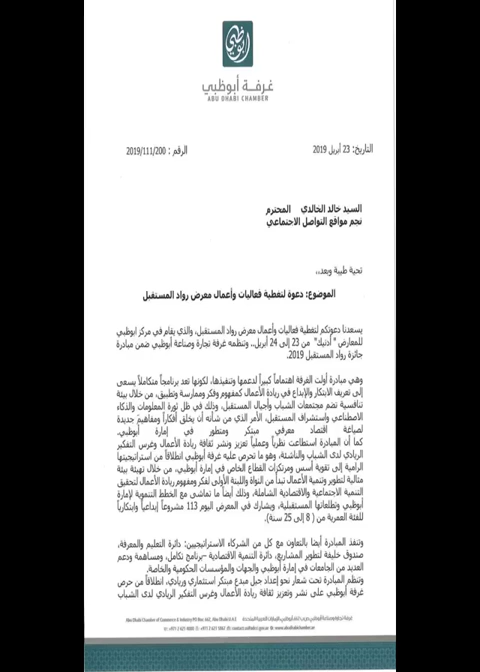 أبوظبي
غرفة أبوظبي
ABU DHABI CHAMBER
التاريخ: 23 أبريل 2019
الرقم : 2019/111/200
السيد خالد الخالدي المحترم
نجم مواقع التواصل الاجتماعي
تحية طيبة وبعد،،
الموضوع: دعوة لتغطية فعاليات وأعمال معرض رواد المستقبل
يسعدنا دعوتكم لتغطية فعاليات وأعمال معرض رواد المستقبل، والذي يقام في مركز ابوظبي
للمعارض " أدنيك" من 23 إلى 24 أبريل.. وتنظمه غرفة تجارة وصناعة أبوظبي ضمن مبادرة
جائزة رواد المستقبل 2019.
وهي مبادرة أولت الغرفة اهتماماً كبيراً لدعمها وتنفيذها، لكونها تعد برنامجاً متكاملاً يسعى
إلى تعريف الابتكار والإبداع في ريادة الأعمال كمفهوم وفكر وممارسة وتطبيق، من خلال بيئة
تنافسية تضم مجتمعات الشباب وأجيال المستقبل، وذلك في ظل ثورة المعلومات والذكاء
الاصطناعي واستشراف المستقبل، الأمر الذي من شأنه أن يخلق أفكاراً ومفاهيم جديدة
لصياغة اقتصاد معرفي مبتكر ومتطور في إمارة أبوظبي.
كما أن المبادرة استطاعت نظرياً وعملياً تعزيز ونشر ثقافة ريادة الأعمال وغرس التفكير
الريادي لدى الشباب والناشئة، وهو ما تحرص عليه غرفة أبوظبي انطلاقاً من استراتيجيتها
الرامية إلى تقوية أسس ومرتكزات القطاع الخاص في إمارة أبوظبي، من خلال تهيئة بيئة
مثالية لتطوير وتنمية الأعمال تبدأ من النواة واللبنة الأولى لفكر ومفهوم ريادة الأعمال لتحقيق
التنمية الاجتماعية والاقتصادية الشاملة، وذلك أيضاً ما تماشى مع الخطط التنموية لإمارة
أبوظبي وتطلعاتها المستقبلية، ويشارك في المعرض اليوم 113 مشروعاً إبداعياً وابتكارياً
للفئة العمرية من ( 8 إلى 25 سنة).
وتنفذ المبادرة أيضا بالتعاون مع كل من الشركاء الاستراتيجيين: دائرة التعليم والمعرفة،
صندوق خليفة لتطوير المشاريع، دائرة التنمية الاقتصادية –برنامج تكامل، ومساهمة ودعم
العديد من الجامعات في إمارة أبوظبي والجهات والمؤسسات الحكومية والخاصة.
وتنظم المبادرة تحت شعار نحو إعداد جيل مبدع مبتكر استثماري وريادي، انطلاقاً من حرص
غرفة أبوظبي على نشر وتعزيز ثقافة ريادة الأعمال وغرس التفكير الريادي لدى الشباب
Abu Dhabi Chamber of Commerce & Industry P.O. Box: 662, Abu Dhabi U.A.E